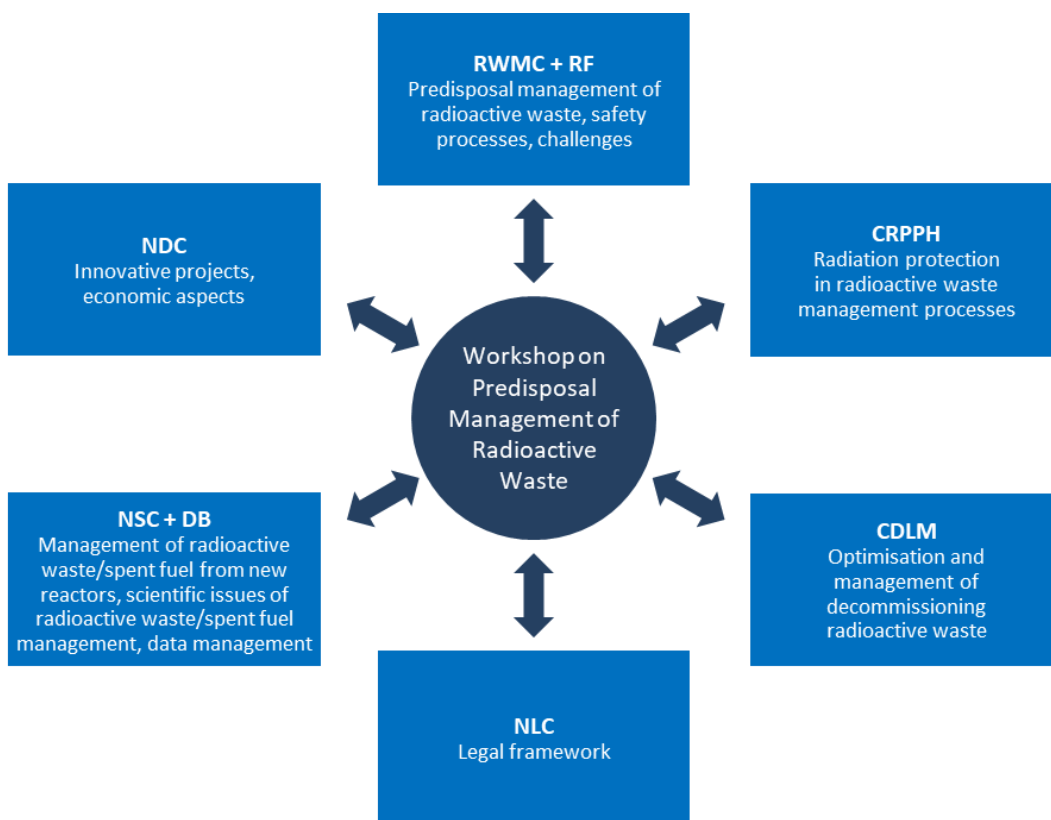 RWMC + RF
Predisposal management of
radioactive waste, safety
processes, challenges
NDC
Innovative projects,
economic aspects
CRPPH
Radiation protection
in radioactive waste
management processes
Workshop on
Predisposal
Management of
Radioactive
Waste
NSC + DB
Management of radioactive
waste/spent fuel from new
reactors, scientific issues of
radioactive waste/spent fuel
management, data management
CDLM
Optimisation and
management of
decommissioning
radioactive waste
NLC
Legal framework